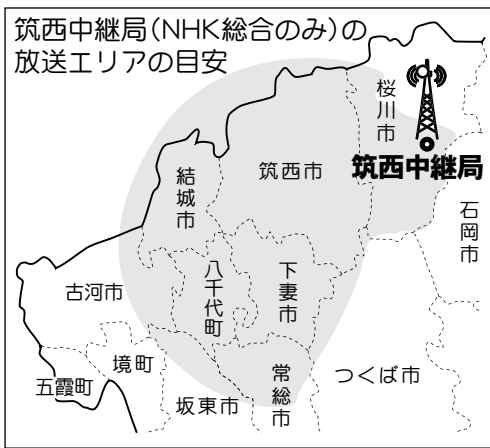 筑西中継局(NHK総合のみ)の
放送エリアの目安
桜川市
筑西中継局
筑西市
結城市
石岡市
八千代町
下妻市
古河市
境町
五霞町
常総市
つくば市
坂東市